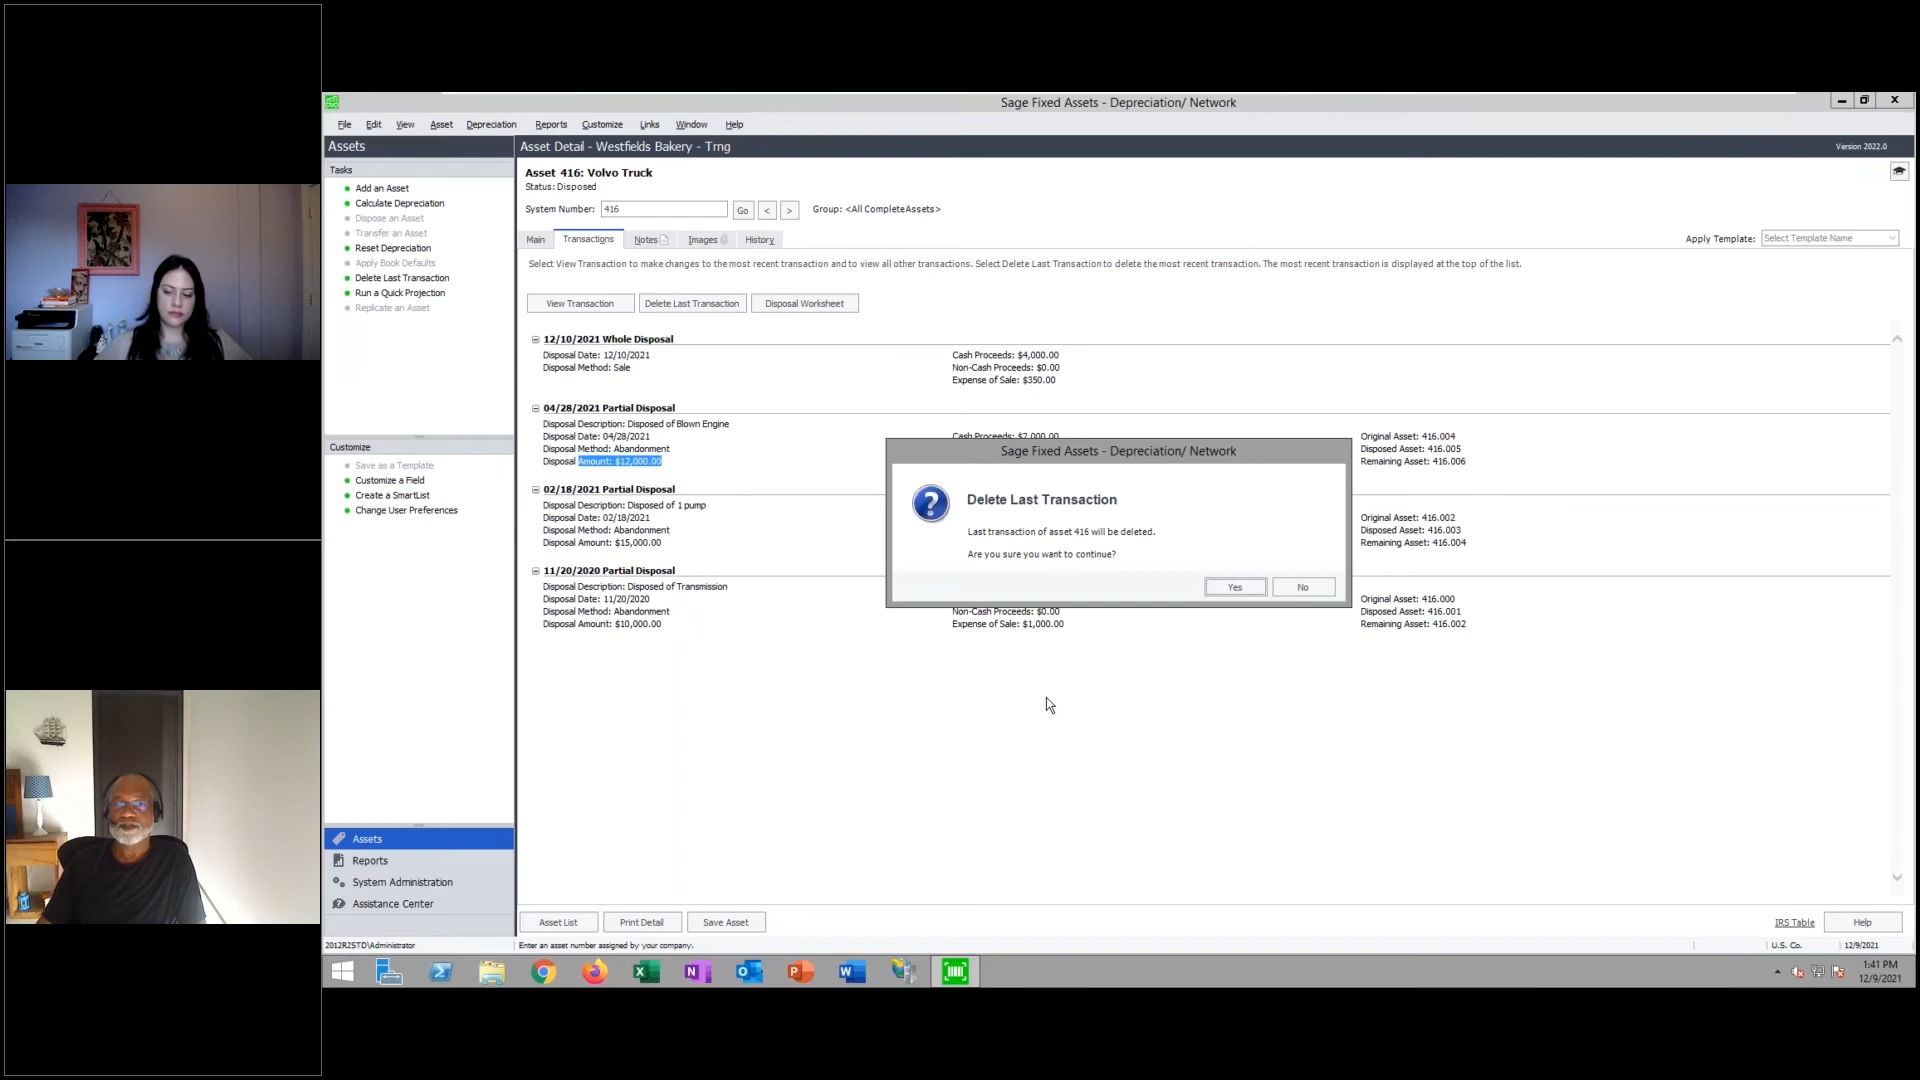 Sage Fixed Assets - Depreciation/ Network
File Edit View Asset Depreciation Reports Customize Links Window Help
Assets
Asset Detail - Westfields Bakery - Trng
Version 2022.0
Tasks
Add an Asset
Calculate Depreciation
Dispose an Asset
Transfer an Asset
Reset Depreciation
Apply Book Defaults
Delete Last Transaction
Run a Quick Projection
Replicate an Asset
Customize
Save as a Template
Customize a Field
Create a SmartList
Change User Preferences
Assets
Reports
System Administration
Assistance Center
Asset 416: Volvo Truck
Status: Disposed
System Number: 416 Go < > Group: <All CompleteAssets>
Main Transactions Notes Images History
Apply Template: Select Template Name
Select View Transaction to make changes to the most recent transaction and to view all other transactions. Select Delete Last Transaction to delete the most recent transaction. The most recent transaction is displayed at the top of the list.
View Transaction Delete Last Transaction Disposal Worksheet
12/10/2021 Whole Disposal
Disposal Date: 12/10/2021 Cash Proceeds: $4,000.00
Disposal Method: Sale Non-Cash Proceeds: $0.00
Expense of Sale: $350.00
04/28/2021 Partial Disposal
Disposal Description: Disposed of Blown Engine
Disposal Date: 04/28/2021 Cash Proceeds: $2,000.00 Original Asset: 416.004
Disposal Method: Abandonment Disposed Asset: 416.005
Disposal Amount: $12,000.00 Remaining Asset: 416.006
02/18/2021 Partial Disposal
Disposal Description: Disposed of 1 pump
Disposal Date: 02/18/2021 Original Asset: 416.002
Disposal Method: Abandonment Disposed Asset: 416.003
Disposal Amount: $15,000.00 Remaining Asset: 416.004
11/20/2020 Partial Disposal
Disposal Description: Disposed of Transmission
Disposal Date: 11/20/2020 Original Asset: 416.000
Disposal Method: Abandonment Non-Cash Proceeds: $0.00 Disposed Asset: 416.001
Disposal Amount: $10,000.00 Expense of Sale: $1,000.00 Remaining Asset: 416.002
Sage Fixed Assets - Depreciation/ Network
Delete Last Transaction
Last transaction of asset 416 will be deleted.
Are you sure you want to continue?
Yes No
Asset List Print Detail Save Asset
IRS Table Help
2012R2STD\Administrator Enter an asset number assigned by your company. U.S. Co. 12/9/2021
1:41 PM
12/9/2021